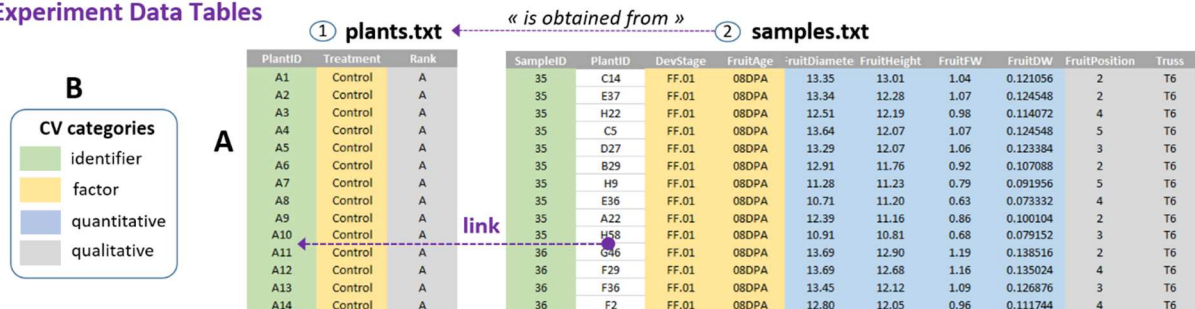 Experiment Data Tables
« is obtained from »
1 plants.txt
2 samples.txt
B
CV categories
identifier
factor
quantitative
qualitative
A
link
PlantID Treatment Rank
A1 Control A
A2 Control A
A3 Control A
A4 Control A
A5 Control A
A6 Control A
A7 Control A
A8 Control A
A9 Control A
A10 Control A
A11 Control A
A12 Control A
A13 Control A
A14 Control A
SampleID PlantID DevStage FruitAge FruitDiamete FruitHeight FruitFW FruitDW FruitPosition Truss
35 C14 FF.01 08DPA 13.35 13.01 1.04 0.121056 2 T6
35 E37 FF.01 08DPA 13.34 12.28 1.07 0.124548 2 T6
35 H22 FF.01 08DPA 12.51 12.19 0.98 0.114072 4 T6
35 C5 FF.01 08DPA 13.64 12.07 1.07 0.124548 5 T6
35 D27 FF.01 08DPA 13.29 12.07 1.06 0.123384 3 T6
35 B29 FF.01 08DPA 12.91 11.76 0.92 0.107088 2 T6
35 H9 FF.01 08DPA 11.28 11.23 0.79 0.091956 5 T6
35 E36 FF.01 08DPA 10.71 11.20 0.63 0.073332 4 T6
35 A22 FF.01 08DPA 12.39 11.16 0.86 0.100104 2 T6
35 H58 FF.01 08DPA 10.91 10.81 0.68 0.079152 3 T6
36 G46 FF.01 08DPA 13.69 12.90 1.19 0.138516 2 T6
36 F29 FF.01 08DPA 13.69 12.68 1.16 0.135024 4 T6
36 F36 FF.01 08DPA 13.45 12.12 1.09 0.126876 3 T6
36 F2 FF.01 08DPA 12.80 12.05 0.96 0.111744 4 T6